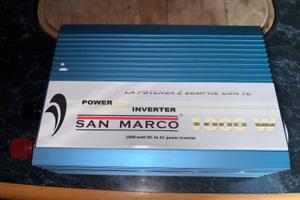 LA POTENZA È SEMPRE CON TE
POWER INVERTER
SAN MARCO® 1000 W
1000 watt DC to AC power inverter